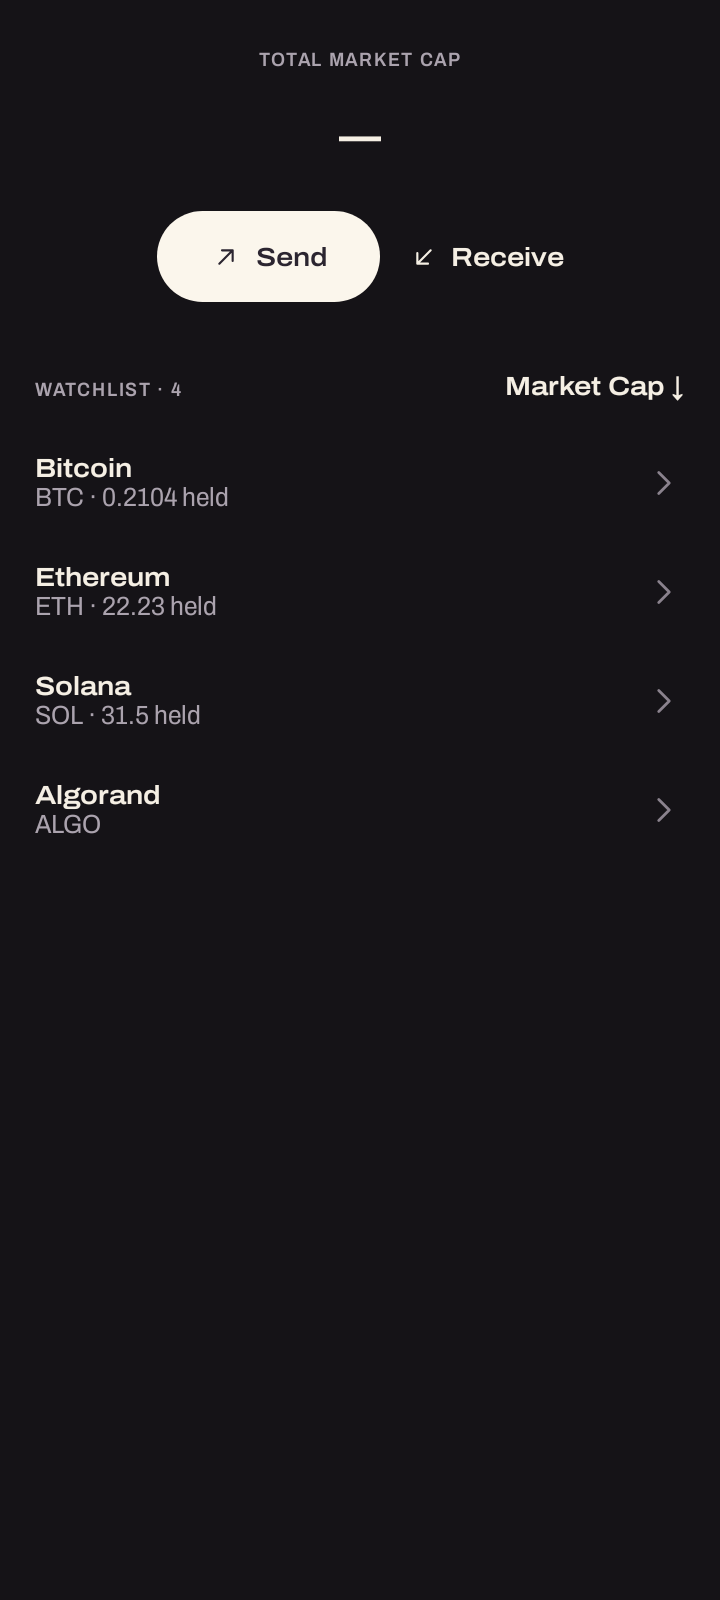 TOTAL MARKET CAP
—
Send
Receive
WATCHLIST · 4
Market Cap ↓
Bitcoin
BTC · 0.2104 held
Ethereum
ETH · 22.23 held
Solana
SOL · 31.5 held
Algorand
ALGO